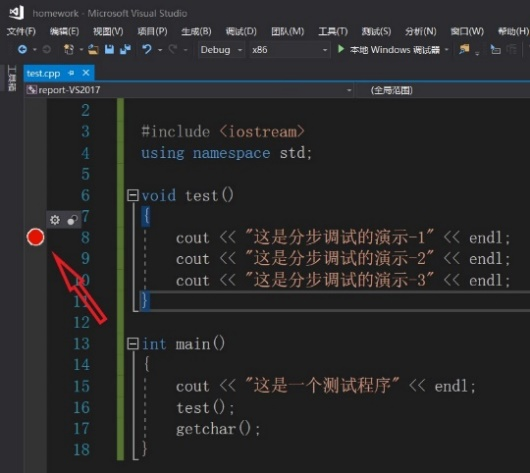 homework - Microsoft Visual Studio
文件(F) 编辑(E) 视图(V) 项目(P) 生成(B) 调试(D) 团队(M) 工具(T) 测试(S) 分析(N) 窗口(W) 帮助(H)
Debug x86 本地 Windows 调试器
工具箱
test.cpp
report-VS2017 (全局范围)
2
3 #include <iostream>
4 using namespace std;
5
6 void test()
7 {
8 cout << "这是分步调试的演示-1" << endl;
9 cout << "这是分步调试的演示-2" << endl;
10 cout << "这是分步调试的演示-3" << endl;
11 }
12
13 int main()
14 {
15 cout << "这是一个测试程序" << endl;
16 test();
17 getchar();
18 }